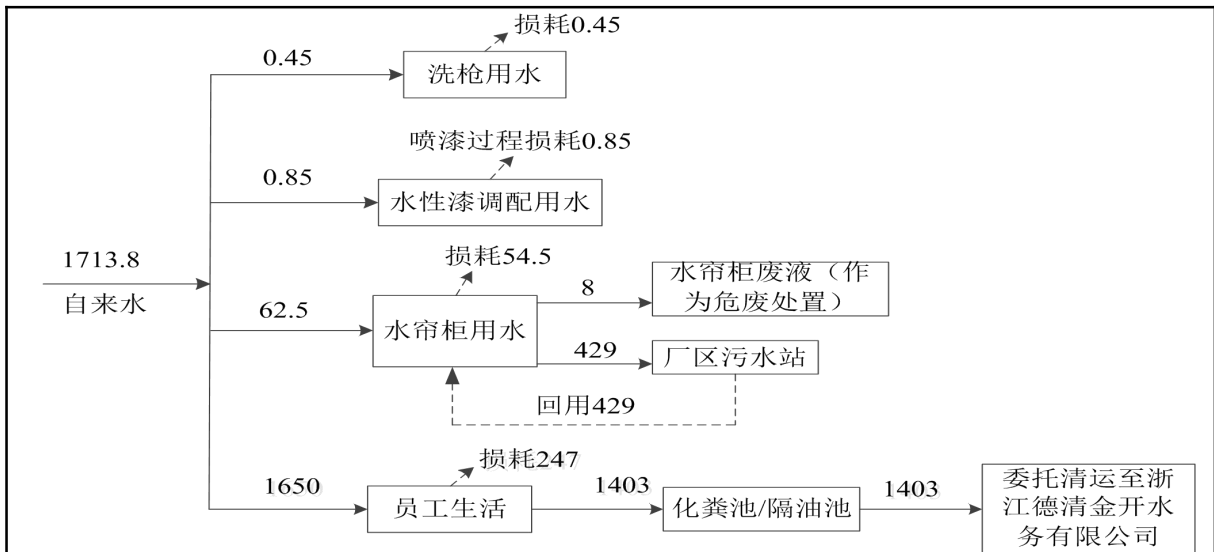 损耗0.45
0.45
洗枪用水
喷漆过程损耗0.85
0.85
水性漆调配用水
1713.8
自来水
损耗54.5
62.5
水帘柜用水
8
水帘柜废液（作
为危废处置）
429
厂区污水站
回用429
损耗247
1650
员工生活
1403
化粪池/隔油池
1403
委托清运至浙
江德清金开水
务有限公司